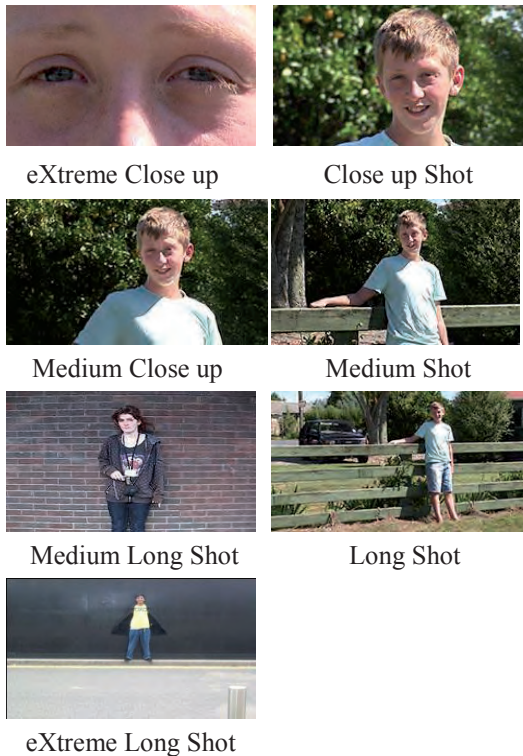 eXtreme Close up
Close up Shot
Medium Close up
Medium Shot
Medium Long Shot
Long Shot
eXtreme Long Shot